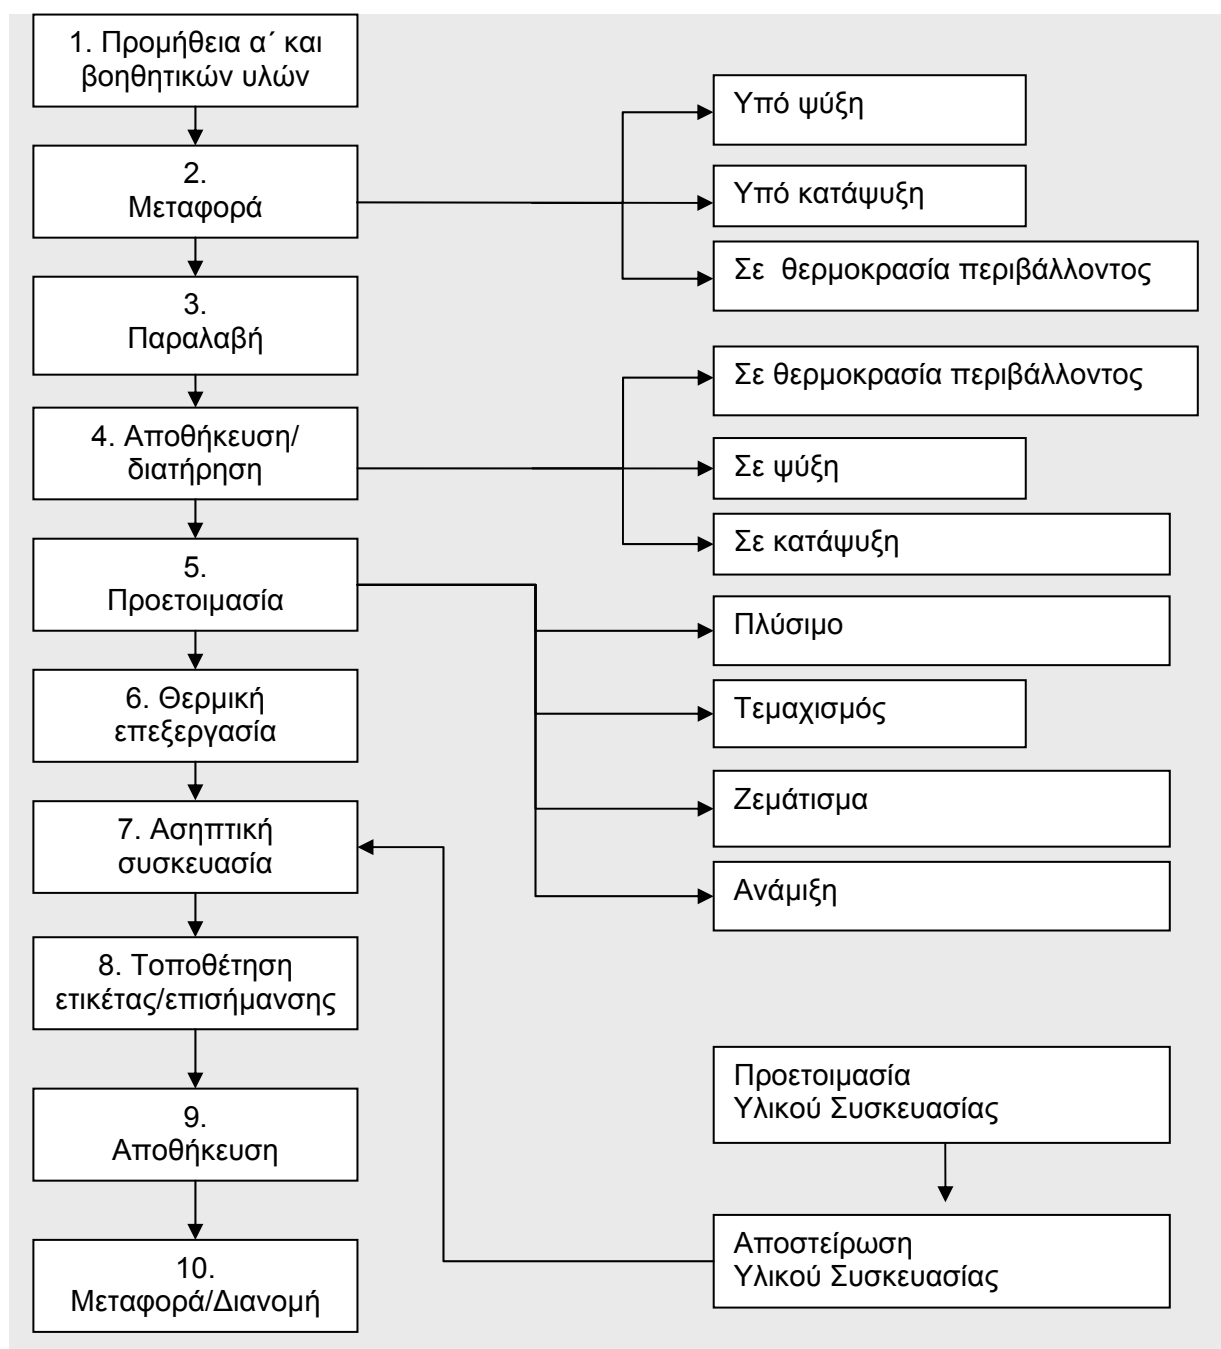 1. Προμήθεια α΄ και
βοηθητικών υλών
2.
Μεταφορά
Υπό ψύξη
Υπό κατάψυξη
Σε θερμοκρασία περιβάλλοντος
3.
Παραλαβή
4. Αποθήκευση/
διατήρηση
Σε θερμοκρασία περιβάλλοντος
Σε ψύξη
Σε κατάψυξη
5.
Προετοιμασία
Πλύσιμο
Τεμαχισμός
Ζεμάτισμα
Ανάμιξη
6. Θερμική
επεξεργασία
7. Ασηπτική
συσκευασία
8. Τοποθέτηση
ετικέτας/επισήμανσης
9.
Αποθήκευση
10.
Μεταφορά/Διανομή
Προετοιμασία
Υλικού Συσκευασίας
Αποστείρωση
Υλικού Συσκευασίας